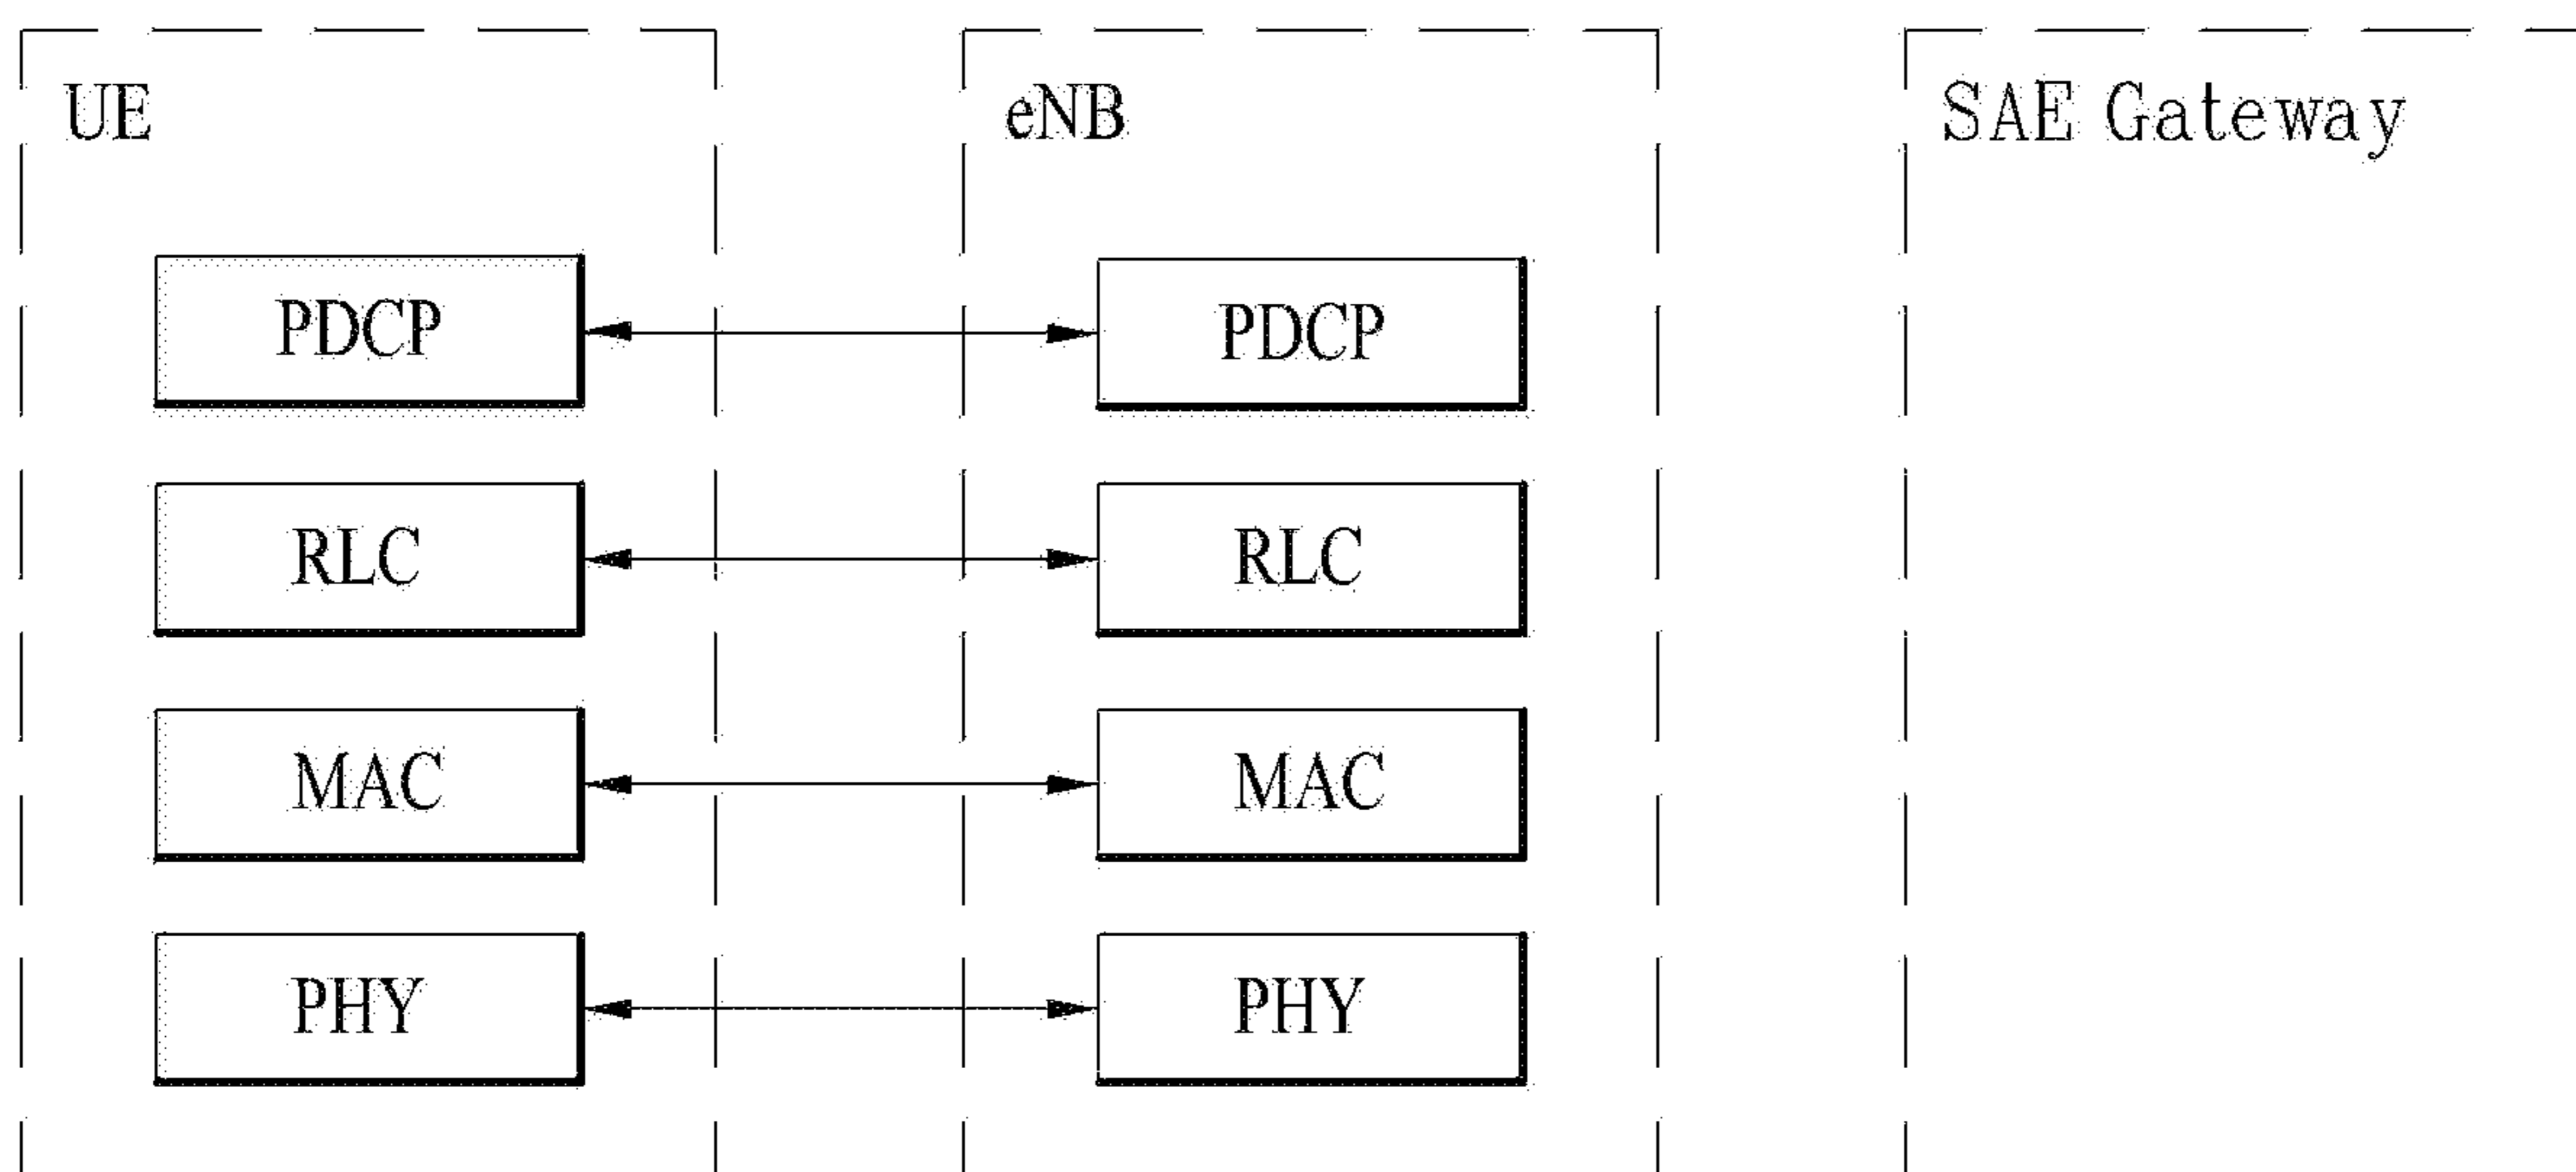 UE
eNB
SAE Gateway
PDCP
PDCP
RLC
RLC
MAC
MAC
PHY
PHY